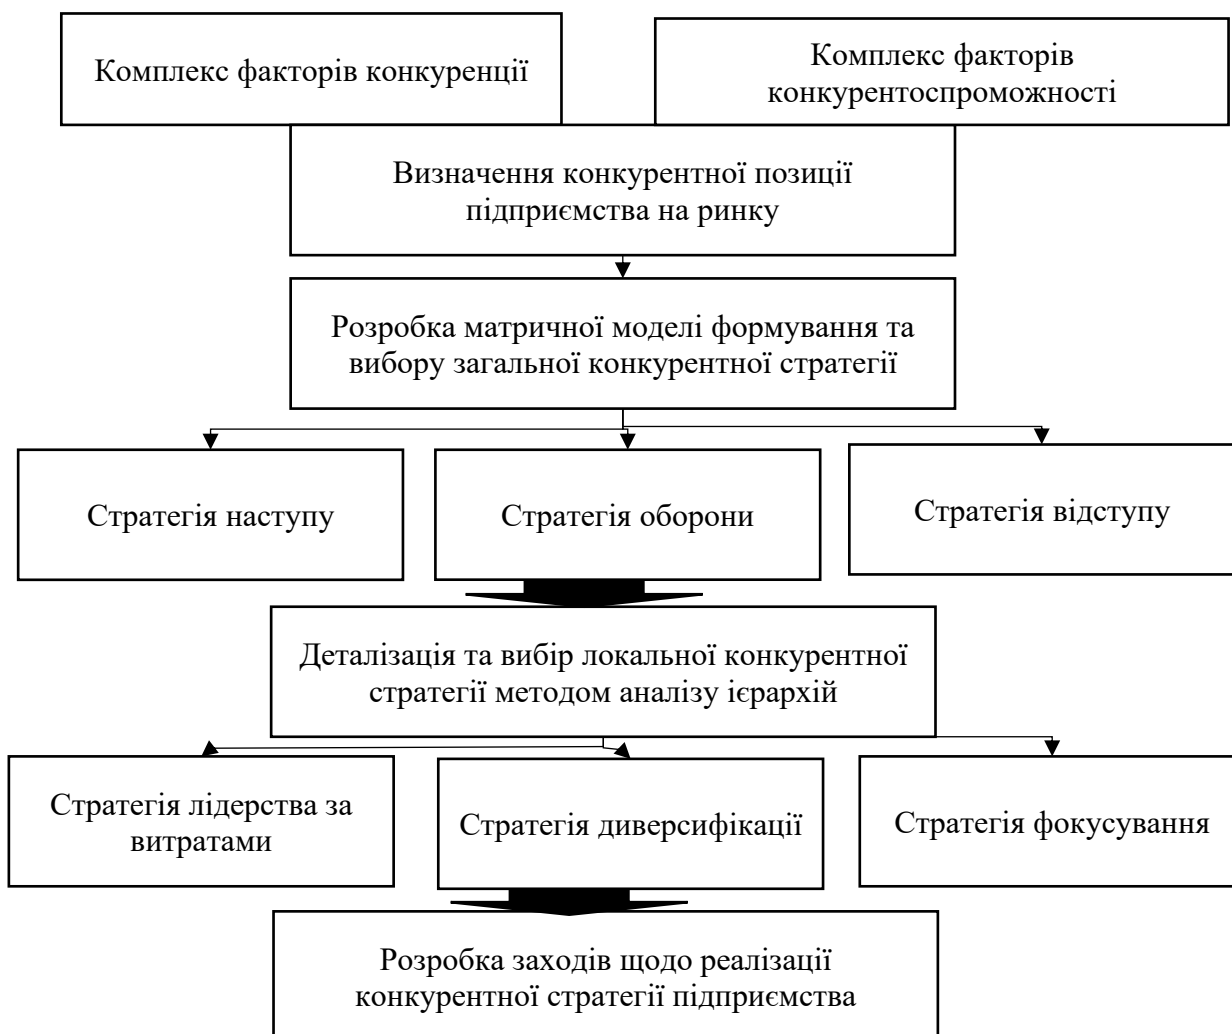 Комплекс факторів конкуренції
Комплекс факторів
конкурентоспроможності
Визначення конкурентної позиції
підприємства на ринку
Розробка матричної моделі формування та
вибору загальної конкурентної стратегії
Стратегія наступу
Стратегія оборони
Стратегія відступу
Деталізація та вибір локальної конкурентної
стратегії методом аналізу ієрархій
Стратегія лідерства за
витратами
Стратегія диверсифікації
Стратегія фокусування
Розробка заходів щодо реалізації
конкурентної стратегії підприємства